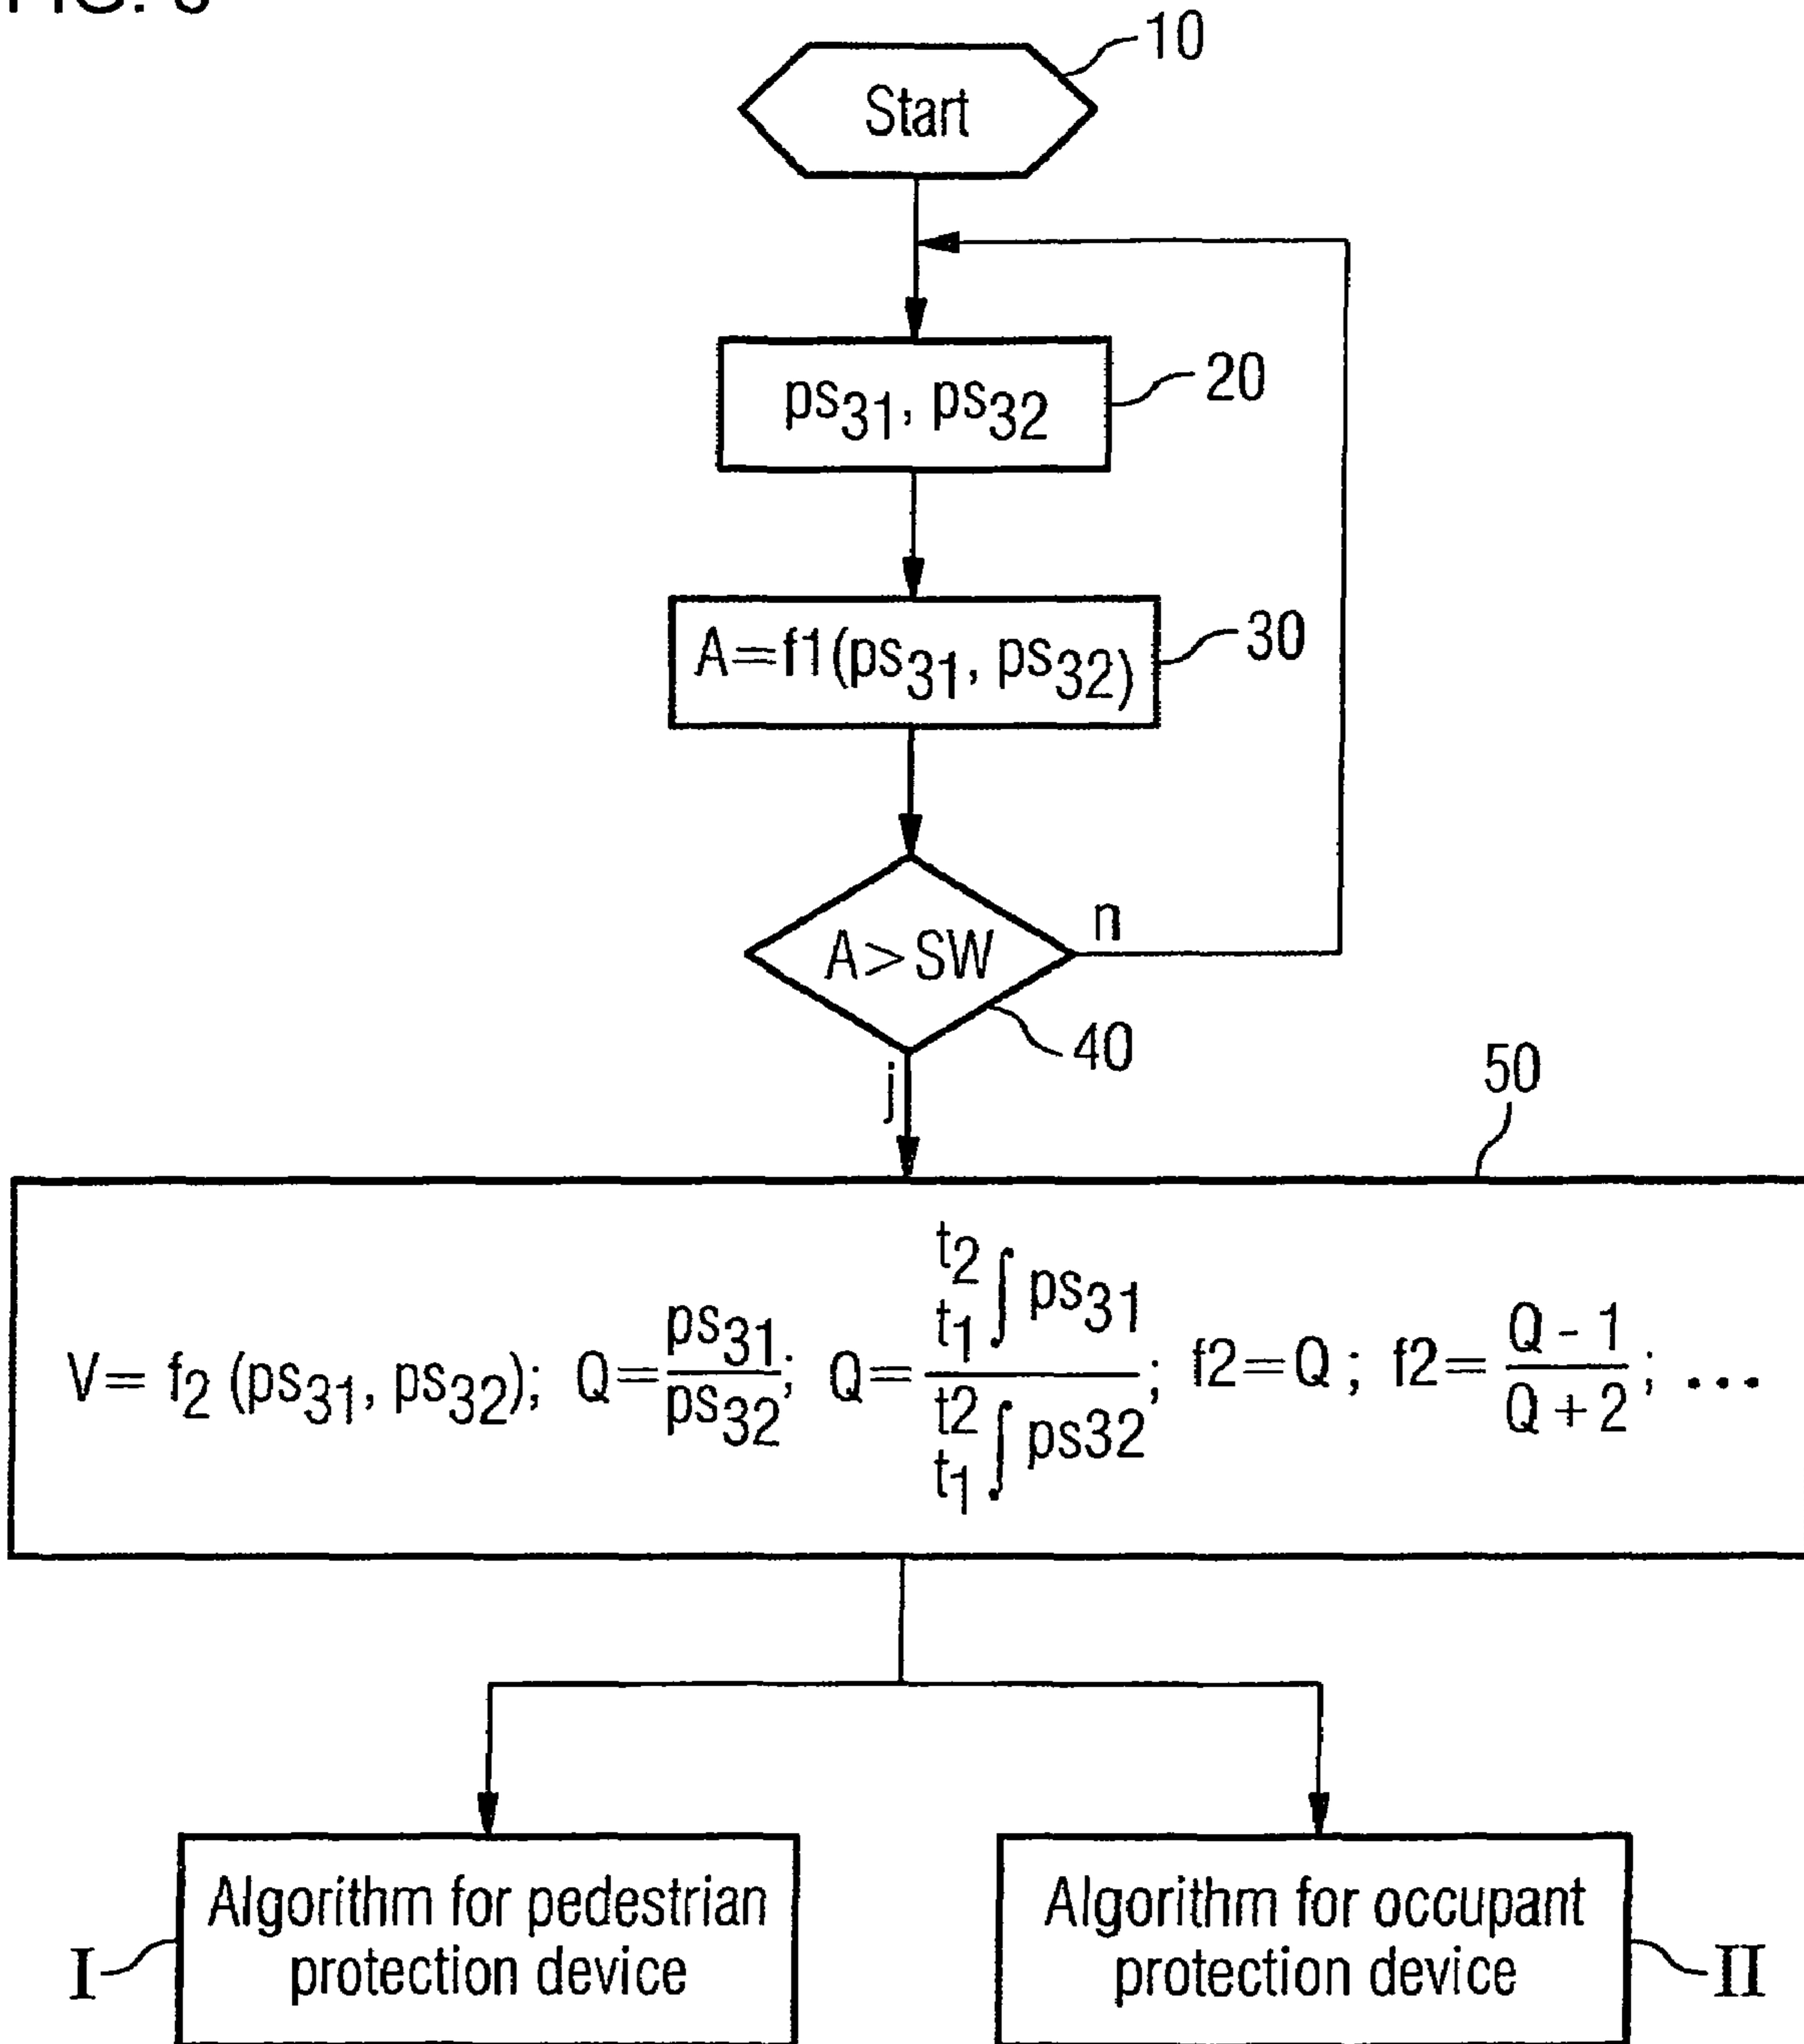 10
Start
ps31, ps32
20
A=f1(ps31, ps32)
30
A>SW
n
40
j
50
V= f2 (ps31, ps32); Q=ps31/ps32; Q= t2 t1 ∫ ps31 / t2 t1 ∫ ps32; f2=Q ; f2= Q - 1 / Q + 2 ; ...
Algorithm for pedestrian
protection device
I
Algorithm for occupant
protection device
II